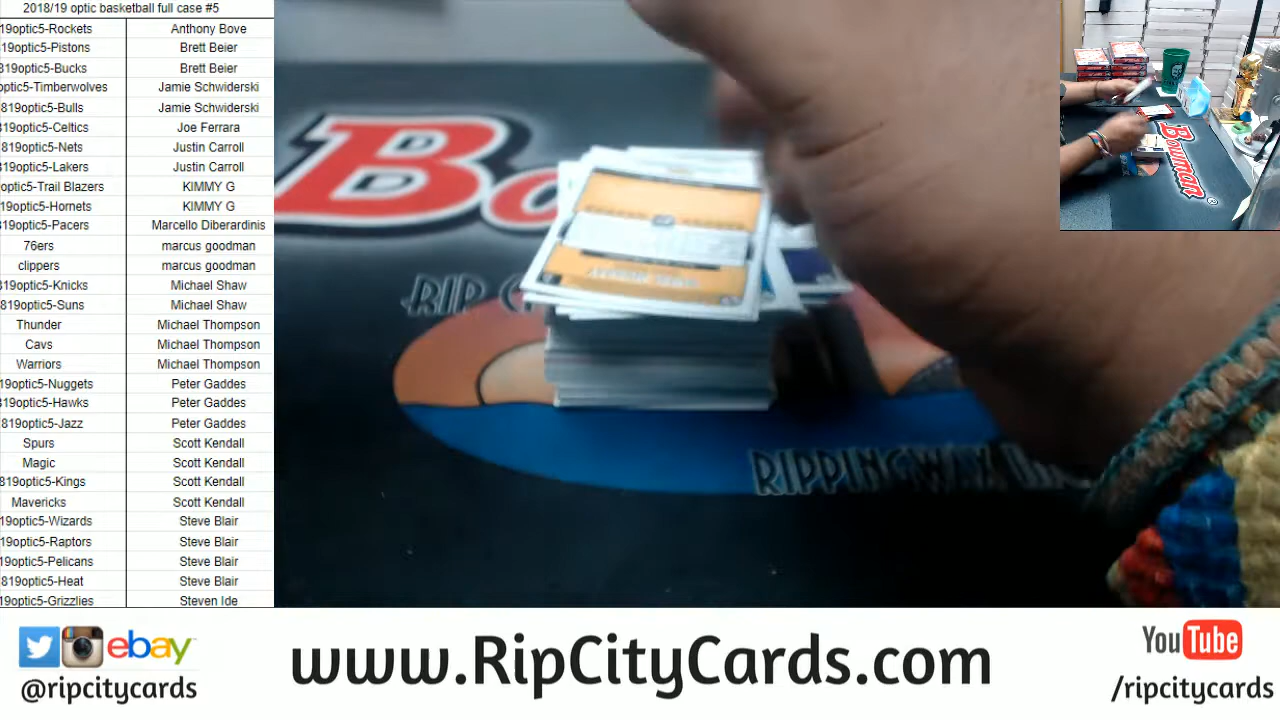 2018/19 optic basketball full case #5
19optic5-Rockets Anthony Bove
819optic5-Pistons Brett Beier
819optic5-Bucks Brett Beier
optic5-Timberwolves Jamie Schwiderski
819optic5-Bulls Jamie Schwiderski
819optic5-Celtics Joe Ferrara
819optic5-Nets Justin Carroll
19optic5-Lakers Justin Carroll
optic5-Trail Blazers KIMMY G
19optic5-Hornets KIMMY G
19optic5-Pacers Marcello Diberardinis
76ers marcus goodman
clippers marcus goodman
819optic5-Knicks Michael Shaw
819optic5-Suns Michael Shaw
Thunder Michael Thompson
Cavs Michael Thompson
Warriors Michael Thompson
19optic5-Nuggets Peter Gaddes
819optic5-Hawks Peter Gaddes
819optic5-Jazz Peter Gaddes
Spurs Scott Kendall
Magic Scott Kendall
819optic5-Kings Scott Kendall
Mavericks Scott Kendall
19optic5-Wizards Steve Blair
19optic5-Raptors Steve Blair
19optic5-Pelicans Steve Blair
819optic5-Heat Steve Blair
19optic5-Grizzlies Steven Ide
Bo
RIP C
RIPPINGWAX
BOWMAN
ebay
@ripcitycards
www.RipCityCards.com
YouTube
/ripcitycards